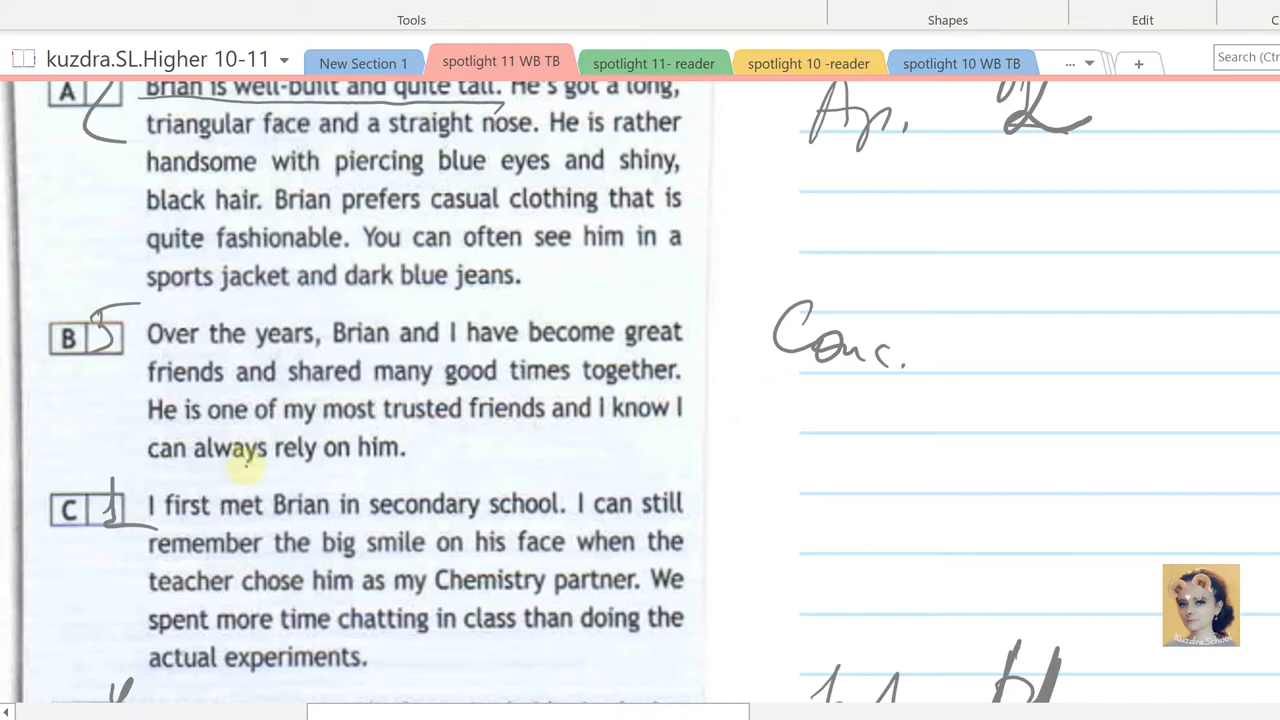 Tools
Shapes
Edit
kuzdra.SL.Higher 10-11
New Section 1
spotlight 11 WB TB
spotlight 11- reader
spotlight 10 -reader
spotlight 10 WB TB
...
+
Search (Ctr
A
Brian is well-built and quite tall. He's got a long,
triangular face and a straight nose. He is rather
handsome with piercing blue eyes and shiny,
black hair. Brian prefers casual clothing that is
quite fashionable. You can often see him in a
sports jacket and dark blue jeans.
B 5
Over the years, Brian and I have become great
friends and shared many good times together.
He is one of my most trusted friends and I know I
can always rely on him.
C 1
I first met Brian in secondary school. I can still
remember the big smile on his face when the
teacher chose him as my Chemistry partner. We
spent more time chatting in class than doing the
actual experiments.
Ap. 2
Conc.
Kuzdra.School